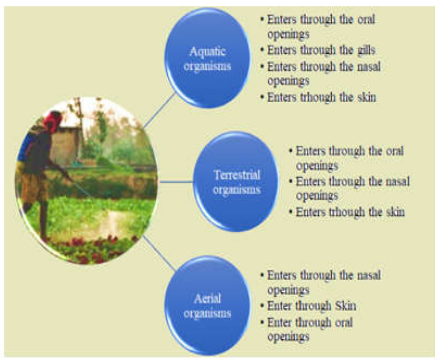 Aquatic
organisms
• Enters through the oral
openings
• Enters through the gills
• Enters through the nasal
openings
• Enters trhough the skin
Terrestrial
organisms
• Enters through the oral
openings
• Enters through the nasal
openings
• Enters trhough the skin
Aerial
organisms
• Enters through the nasal
openings
• Enter through Skin
• Enter through oral
openings